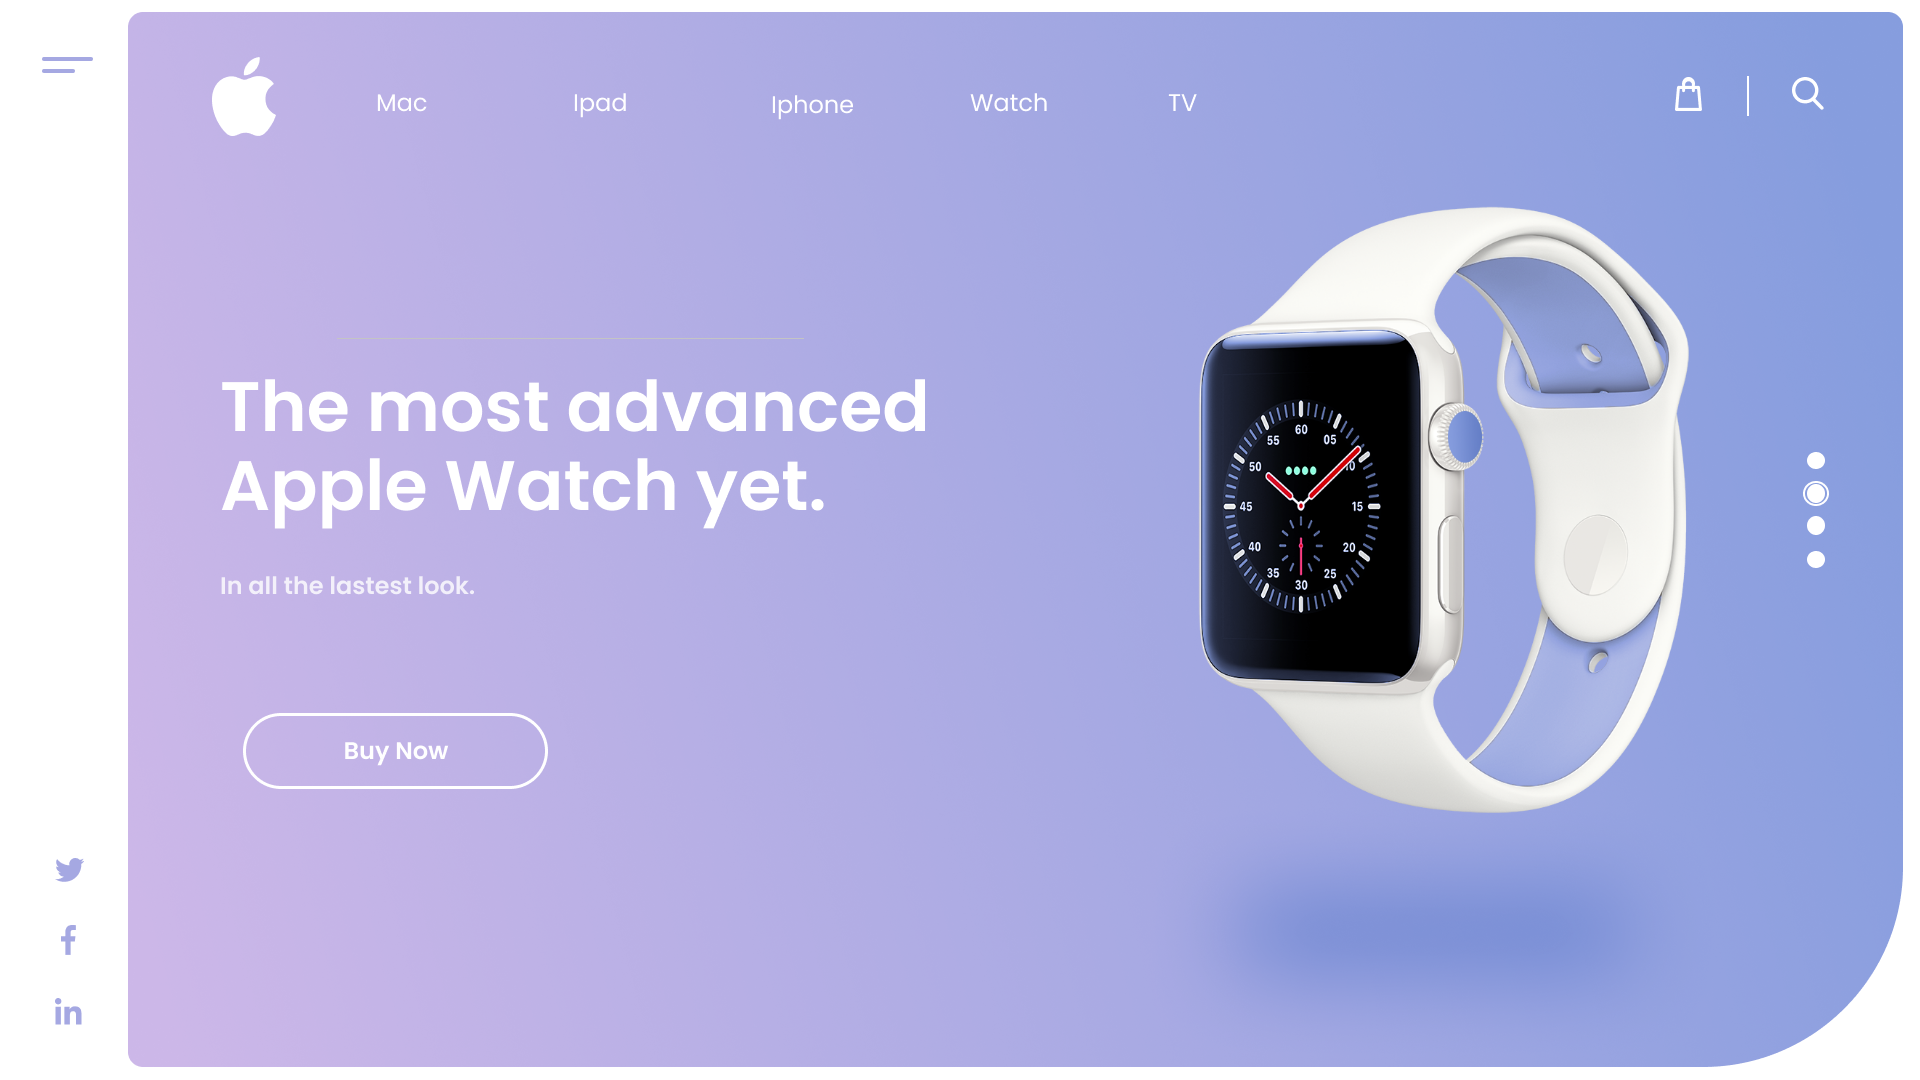 Mac
Ipad
Iphone
Watch
TV
The most advanced
Apple Watch yet.
In all the lastest look.
Buy Now
60
05
10
15
20
25
30
35
40
45
50
55